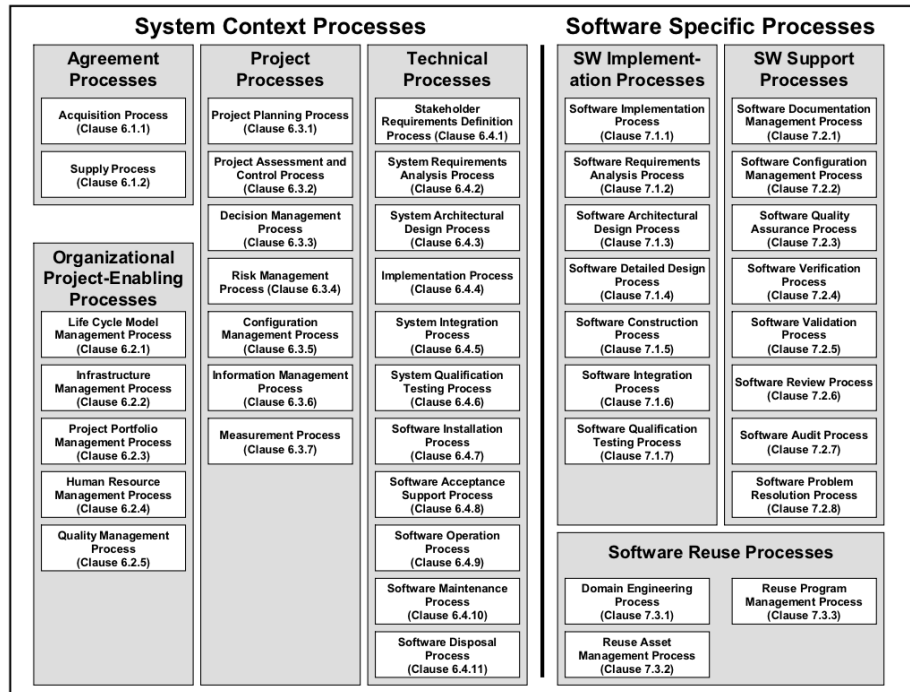 System Context Processes
Agreement
Processes
Acquisition Process
(Clause 6.1.1)
Supply Process
(Clause 6.1.2)
Organizational
Project-Enabling
Processes
Life Cycle Model
Management Process
(Clause 6.2.1)
Infrastructure
Management Process
(Clause 6.2.2)
Project Portfolio
Management Process
(Clause 6.2.3)
Human Resource
Management Process
(Clause 6.2.4)
Quality Management
Process
(Clause 6.2.5)
Project
Processes
Project Planning Process
(Clause 6.3.1)
Project Assessment and
Control Process
(Clause 6.3.2)
Decision Management
Process
(Clause 6.3.3)
Risk Management
Process (Clause 6.3.4)
Configuration
Management Process
(Clause 6.3.5)
Information Management
Process
(Clause 6.3.6)
Measurement Process
(Clause 6.3.7)
Technical
Processes
Stakeholder
Requirements Definition
Process (Clause 6.4.1)
System Requirements
Analysis Process
(Clause 6.4.2)
System Architectural
Design Process
(Clause 6.4.3)
Implementation Process
(Clause 6.4.4)
System Integration
Process
(Clause 6.4.5)
System Qualification
Testing Process
(Clause 6.4.6)
Software Installation
Process
(Clause 6.4.7)
Software Acceptance
Support Process
(Clause 6.4.8)
Software Operation
Process
(Clause 6.4.9)
Software Maintenance
Process
(Clause 6.4.10)
Software Disposal
Process
(Clause 6.4.11)
Software Specific Processes
SW Implement-
ation Processes
Software Implementation
Process
(Clause 7.1.1)
Software Requirements
Analysis Process
(Clause 7.1.2)
Software Architectural
Design Process
(Clause 7.1.3)
Software Detailed Design
Process
(Clause 7.1.4)
Software Construction
Process
(Clause 7.1.5)
Software Integration
Process
(Clause 7.1.6)
Software Qualification
Testing Process
(Clause 7.1.7)
SW Support
Processes
Software Documentation
Management Process
(Clause 7.2.1)
Software Configuration
Management Process
(Clause 7.2.2)
Software Quality
Assurance Process
(Clause 7.2.3)
Software Verification
Process
(Clause 7.2.4)
Software Validation
Process
(Clause 7.2.5)
Software Review Process
(Clause 7.2.6)
Software Audit Process
(Clause 7.2.7)
Software Problem
Resolution Process
(Clause 7.2.8)
Software Reuse Processes
Domain Engineering
Process
(Clause 7.3.1)
Reuse Asset
Management Process
(Clause 7.3.2)
Reuse Program
Management Process
(Clause 7.3.3)